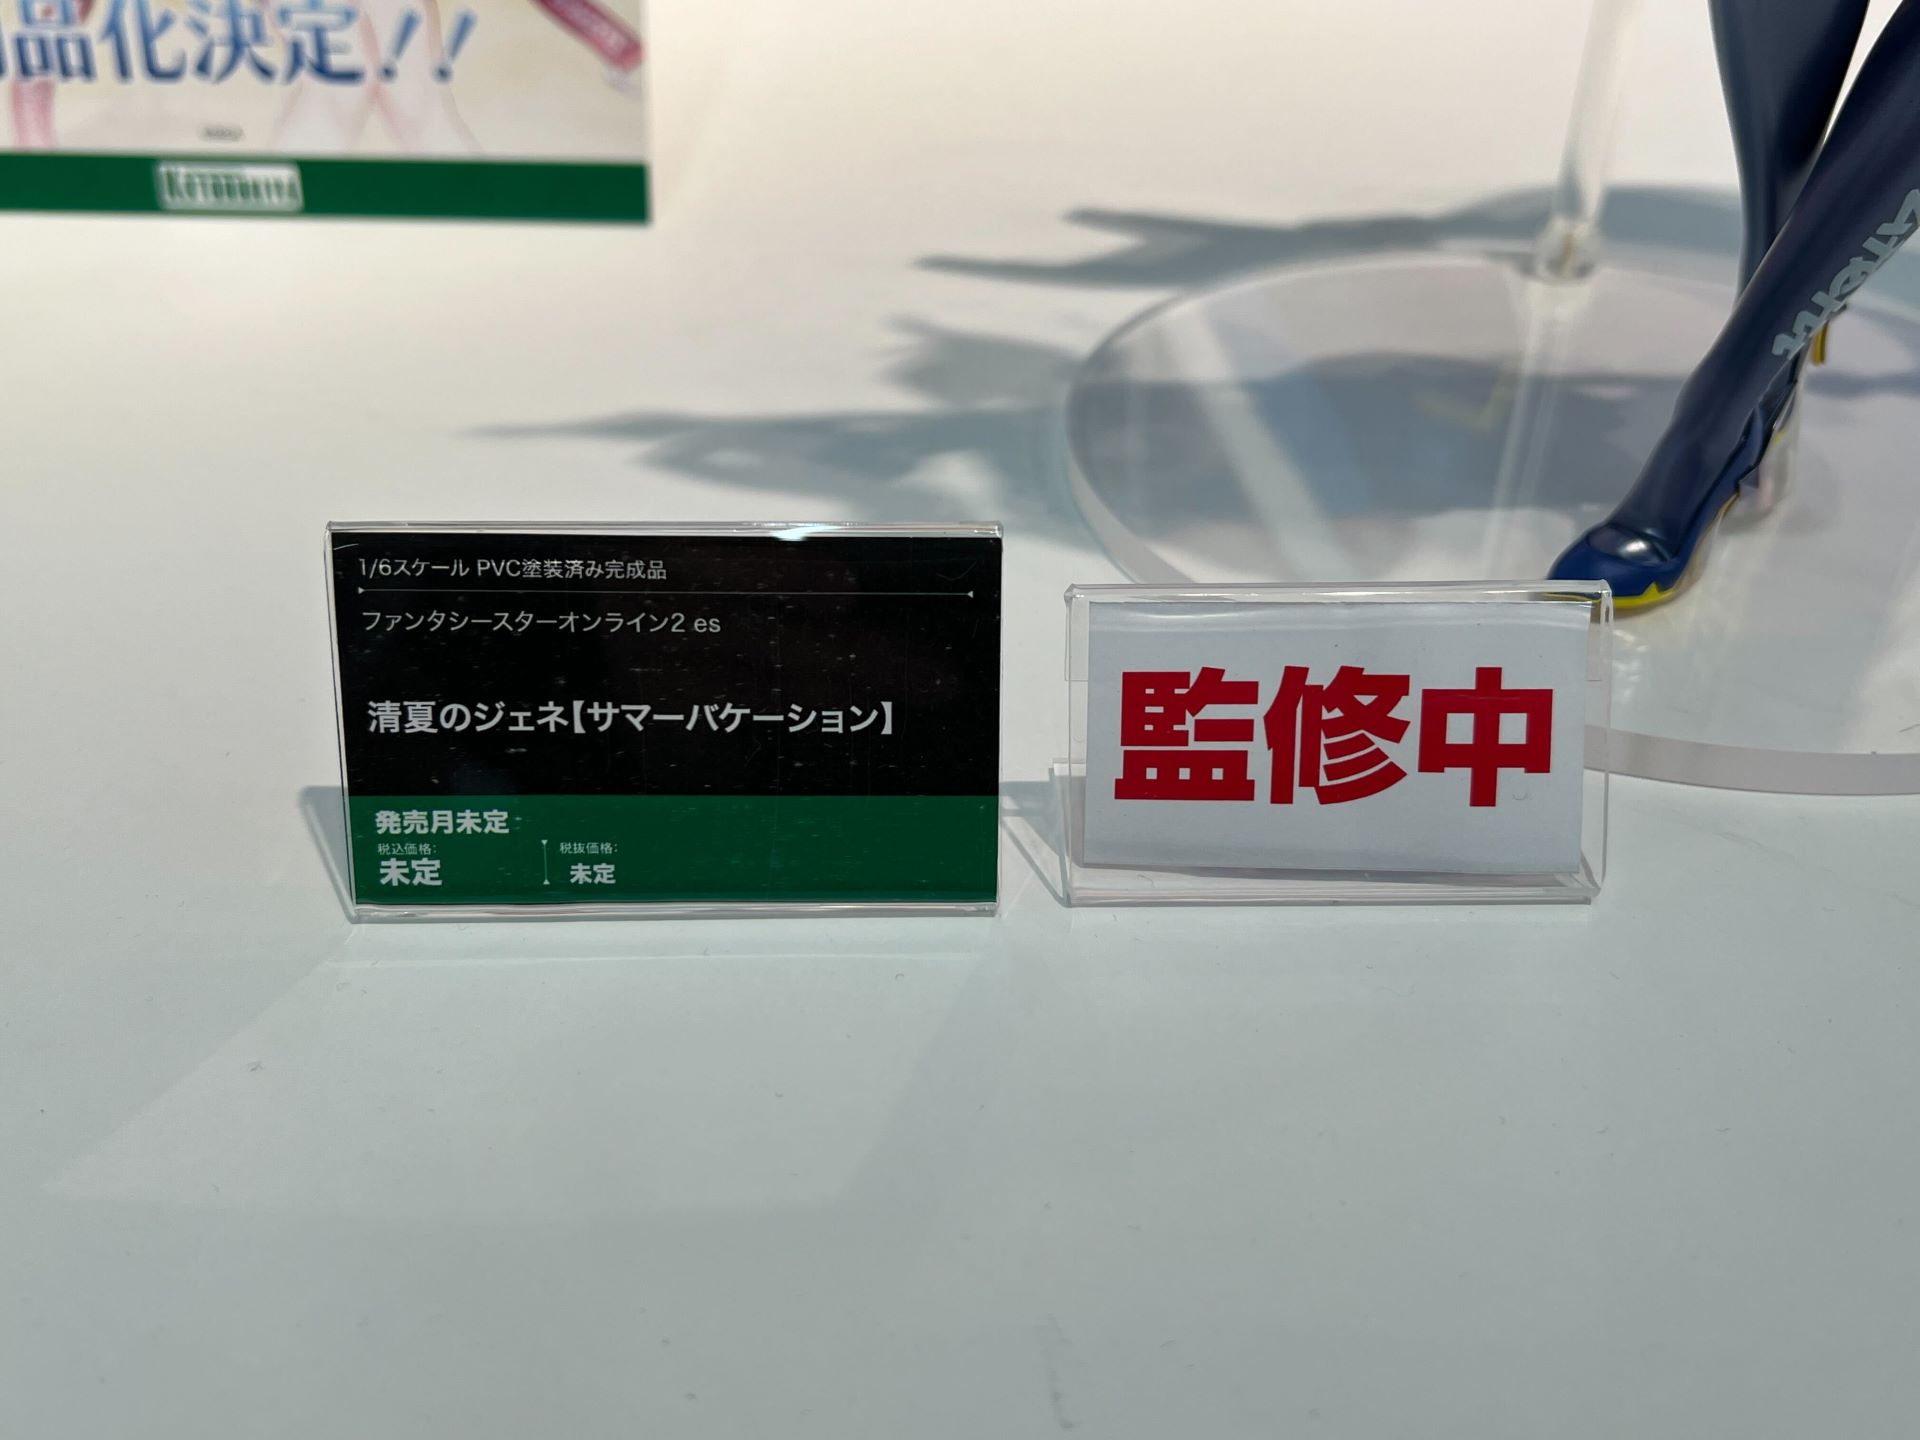 品化決定!!
KOTOBUKIYA
1/6スケール PVC塗装済み完成品
ファンタシースターオンライン2 es
清夏のジェネ【サマーバケーション】
発売月未定
税込価格:
未定
税抜価格:
未定
監修中